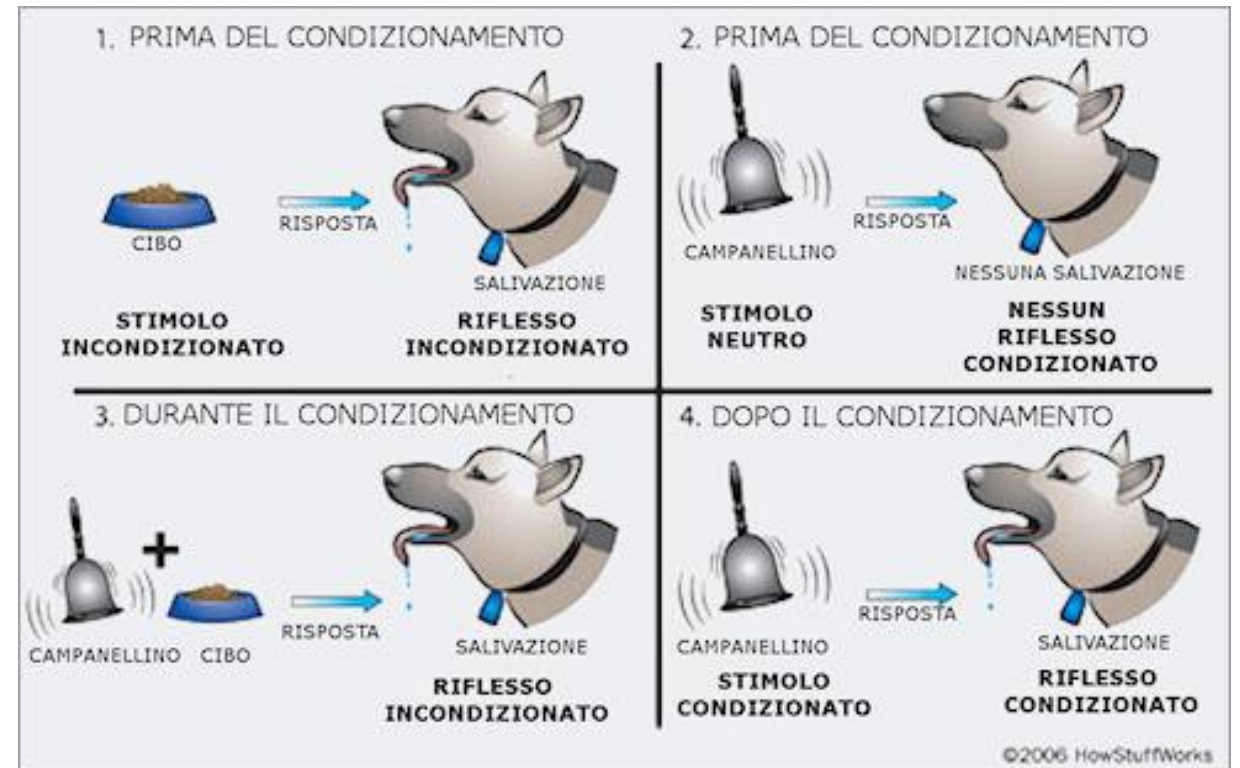 1. PRIMA DEL CONDIZIONAMENTO
CIBO
RISPOSTA
SALIVAZIONE
STIMOLO
INCONDIZIONATO
RIFLESSO
INCONDIZIONATO
2. PRIMA DEL CONDIZIONAMENTO
CAMPANELLINO
RISPOSTA
NESSUNA SALIVAZIONE
STIMOLO
NEUTRO
NESSUN
RIFLESSO
CONDIZIONATO
3. DURANTE IL CONDIZIONAMENTO
+
CAMPANELLINO CIBO
RISPOSTA
SALIVAZIONE
RIFLESSO
INCONDIZIONATO
4. DOPO IL CONDIZIONAMENTO
CAMPANELLINO
RISPOSTA
SALIVAZIONE
STIMOLO
CONDIZIONATO
RIFLESSO
CONDIZIONATO
©2006 HowStuffWorks